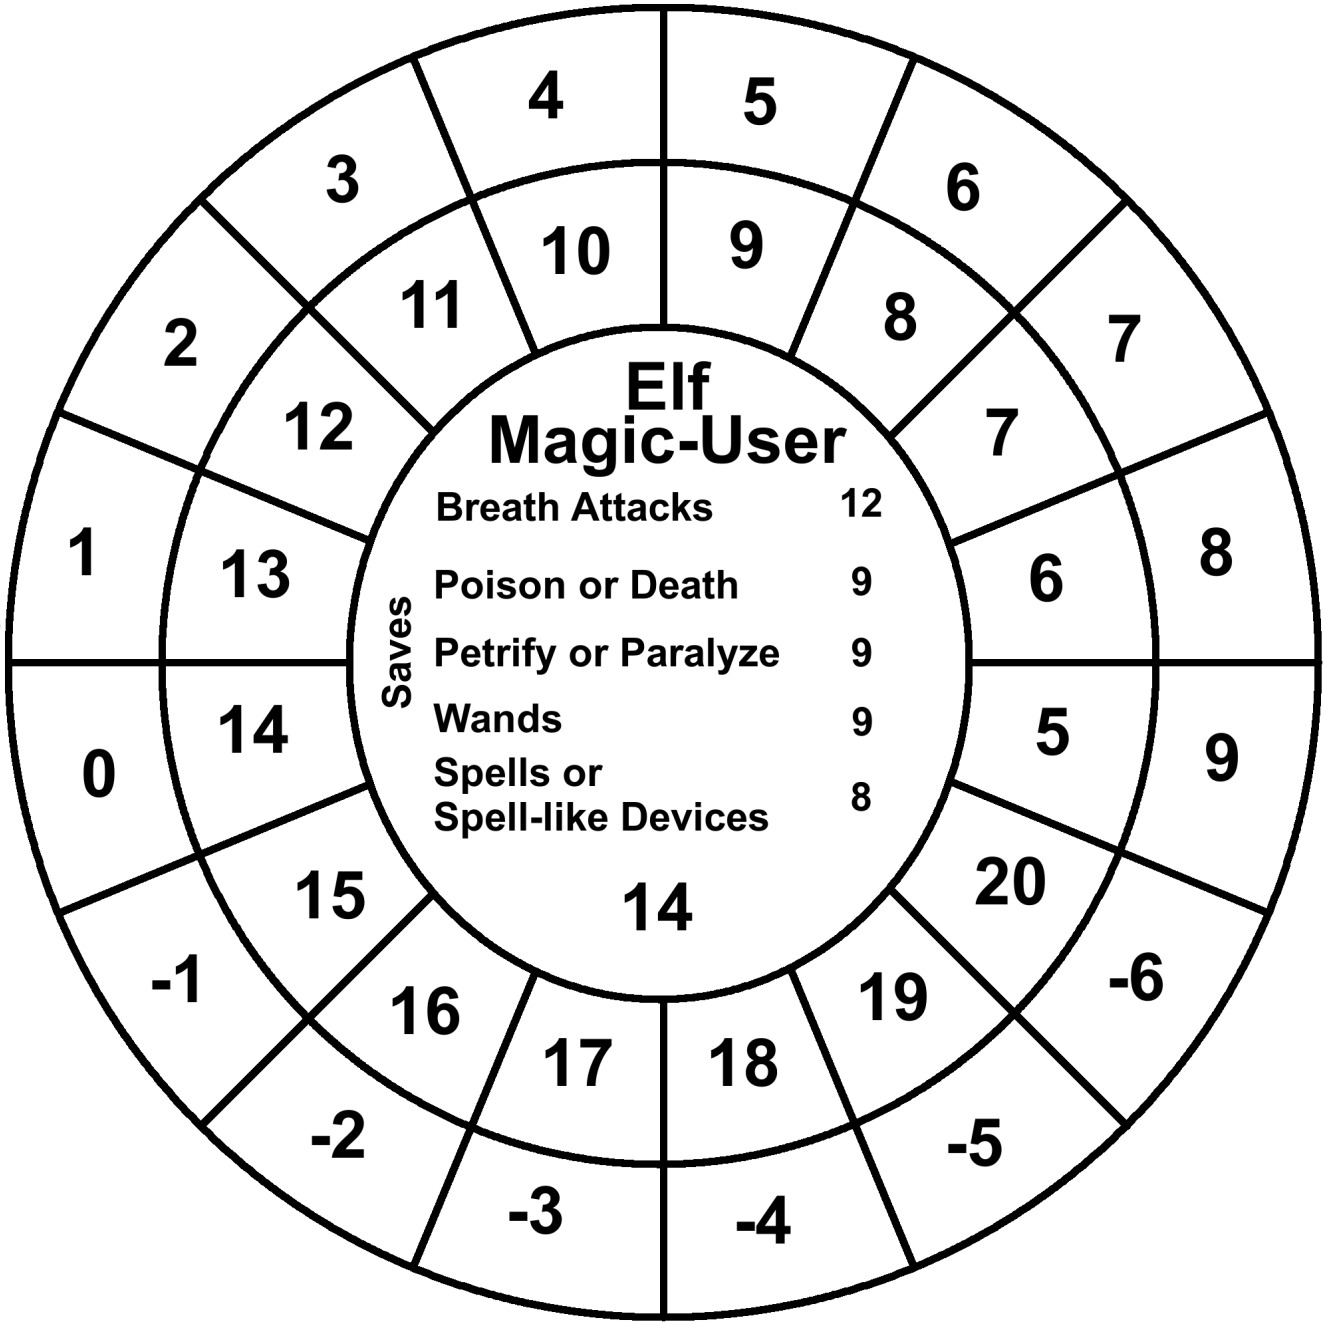 4 5
3 6
10 9
11 8
2 7
12 7
Elf
Magic-User
Breath Attacks 12
1 13 6 8
Poison or Death 9
Saves
Petrify or Paralyze 9
Wands 9
0 14 5 9
Spells or
Spell-like Devices 8
15 14 20
-1 -6
16 19
17 18
-2 -5
-3 -4